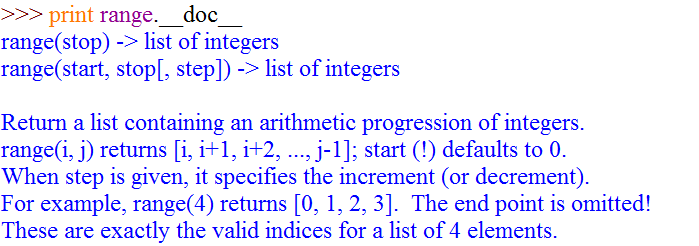 >>> print range.__doc__
range(stop) -> list of integers
range(start, stop[, step]) -> list of integers

Return a list containing an arithmetic progression of integers.
range(i, j) returns [i, i+1, i+2, ..., j-1]; start (!) defaults to 0.
When step is given, it specifies the increment (or decrement).
For example, range(4) returns [0, 1, 2, 3].  The end point is omitted!
These are exactly the valid indices for a list of 4 elements.